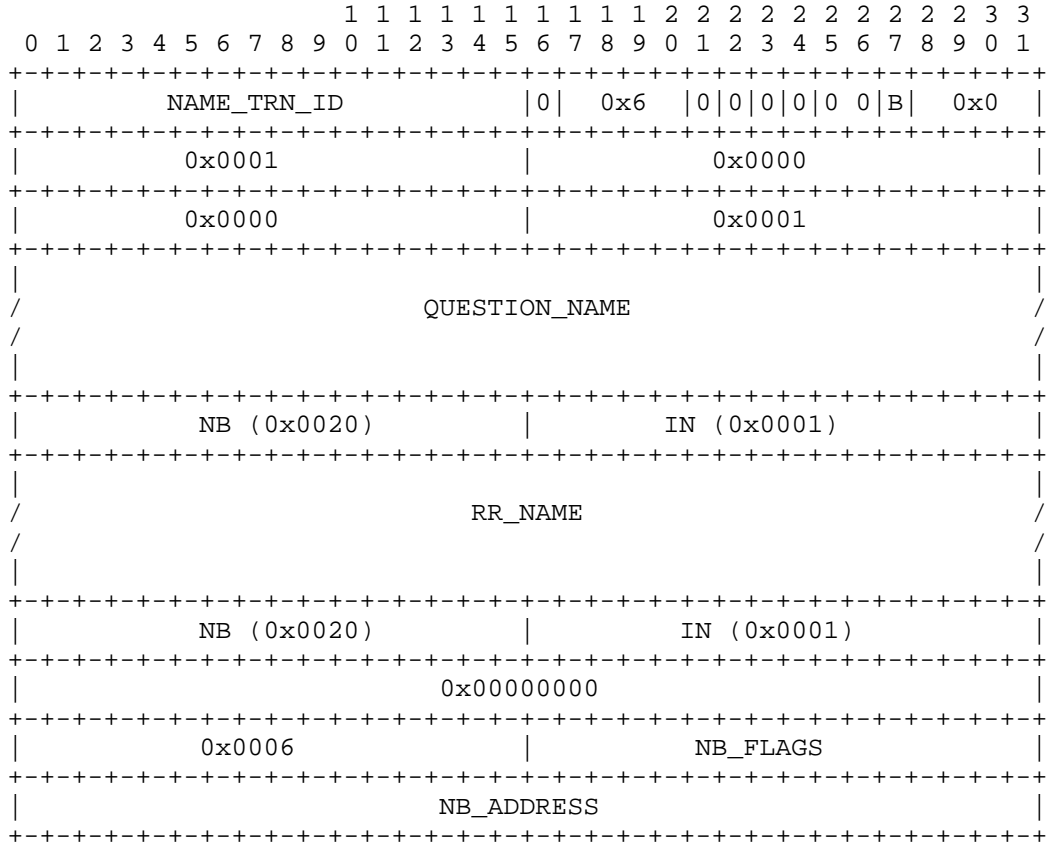 1 1 1 1 1 1 1 1 1 1 2 2 2 2 2 2 2 2 2 2 3 3
 0 1 2 3 4 5 6 7 8 9 0 1 2 3 4 5 6 7 8 9 0 1 2 3 4 5 6 7 8 9 0 1
+-+-+-+-+-+-+-+-+-+-+-+-+-+-+-+-+-+-+-+-+-+-+-+-+-+-+-+-+-+-+-+-+
|         NAME_TRN_ID           |0|  0x6  |0|0|0|0|0 0|B|  0x0  |
+-+-+-+-+-+-+-+-+-+-+-+-+-+-+-+-+-+-+-+-+-+-+-+-+-+-+-+-+-+-+-+-+
|          0x0001               |           0x0000              |
+-+-+-+-+-+-+-+-+-+-+-+-+-+-+-+-+-+-+-+-+-+-+-+-+-+-+-+-+-+-+-+-+
|          0x0000               |           0x0001              |
+-+-+-+-+-+-+-+-+-+-+-+-+-+-+-+-+-+-+-+-+-+-+-+-+-+-+-+-+-+-+-+-+
|                                                               |
/                         QUESTION_NAME                         /
/                                                               /
|                                                               |
+-+-+-+-+-+-+-+-+-+-+-+-+-+-+-+-+-+-+-+-+-+-+-+-+-+-+-+-+-+-+-+-+
|           NB (0x0020)         |        IN (0x0001)            |
+-+-+-+-+-+-+-+-+-+-+-+-+-+-+-+-+-+-+-+-+-+-+-+-+-+-+-+-+-+-+-+-+
|                                                               |
/                            RR_NAME                            /
/                                                               /
|                                                               |
+-+-+-+-+-+-+-+-+-+-+-+-+-+-+-+-+-+-+-+-+-+-+-+-+-+-+-+-+-+-+-+-+
|           NB (0x0020)         |         IN (0x0001)           |
+-+-+-+-+-+-+-+-+-+-+-+-+-+-+-+-+-+-+-+-+-+-+-+-+-+-+-+-+-+-+-+-+
|                          0x00000000                           |
+-+-+-+-+-+-+-+-+-+-+-+-+-+-+-+-+-+-+-+-+-+-+-+-+-+-+-+-+-+-+-+-+
|           0x0006              |          NB_FLAGS             |
+-+-+-+-+-+-+-+-+-+-+-+-+-+-+-+-+-+-+-+-+-+-+-+-+-+-+-+-+-+-+-+-+
|                          NB_ADDRESS                           |
+-+-+-+-+-+-+-+-+-+-+-+-+-+-+-+-+-+-+-+-+-+-+-+-+-+-+-+-+-+-+-+-+